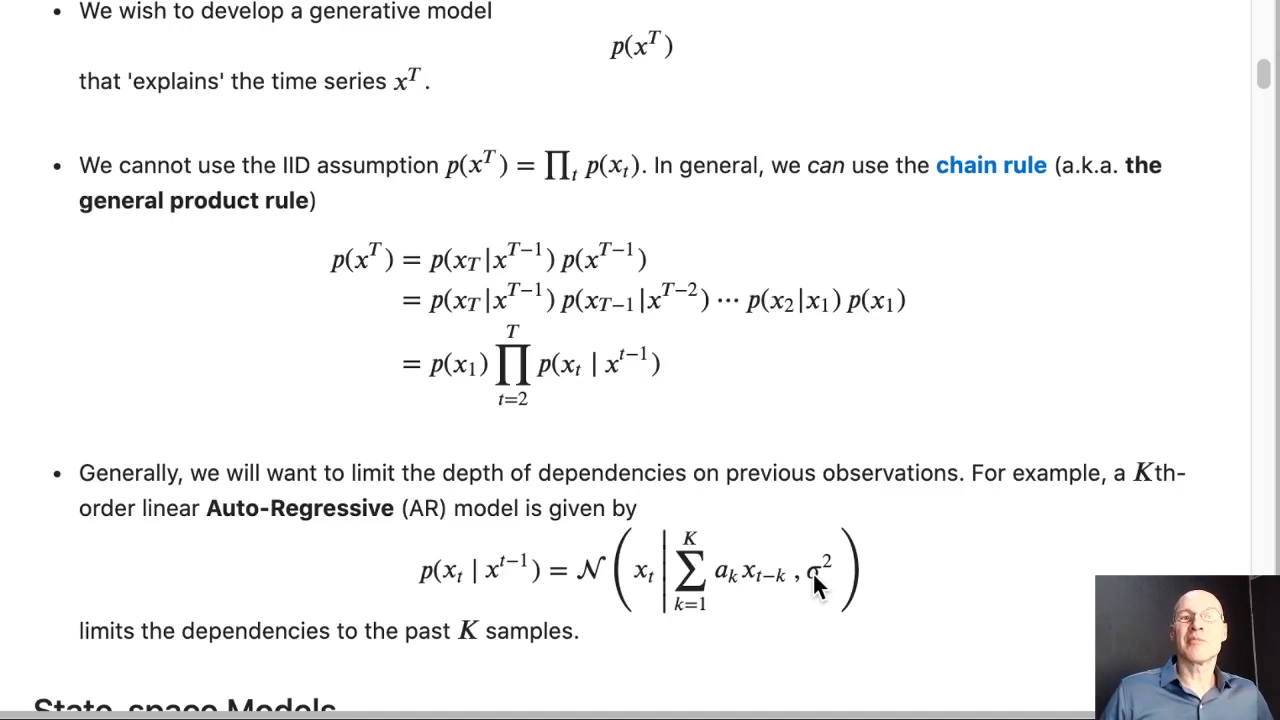 • We wish to develop a generative model
p(x^T)
that 'explains' the time series x^T.
• We cannot use the IID assumption p(x^T) = ∏_t p(x_t). In general, we can use the chain rule (a.k.a. the
general product rule)
p(x^T) = p(x_T|x^{T−1}) p(x^{T−1})
= p(x_T|x^{T−1}) p(x_{T−1}|x^{T−2}) ⋯ p(x_2|x_1) p(x_1)
= p(x_1) ∏_{t=2}^{T} p(x_t | x^{t−1})
• Generally, we will want to limit the depth of dependencies on previous observations. For example, a Kth-
order linear Auto-Regressive (AR) model is given by
p(x_t | x^{t−1}) = 𝒩 ( x_t | ∑_{k=1}^{K} a_k x_{t−k} , σ^2 )
limits the dependencies to the past K samples.
State-space Models